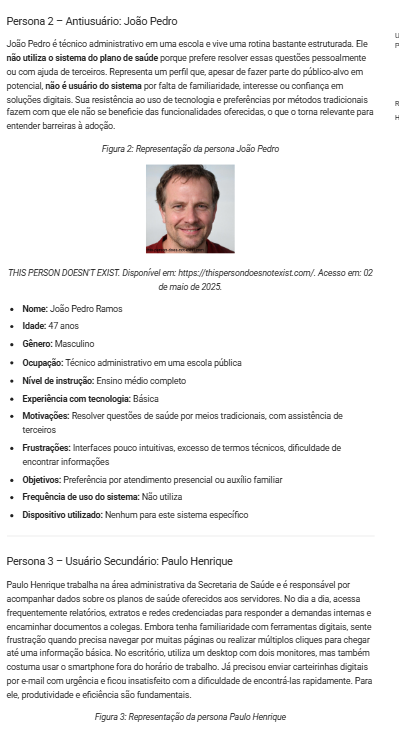 Persona 2 – Antiusuário: João Pedro
João Pedro é técnico administrativo em uma escola e vive uma rotina bastante estruturada. Ele
não utiliza o sistema do plano de saúde porque prefere resolver essas questões pessoalmente
ou com ajuda de terceiros. Representa um perfil que, apesar de fazer parte do público-alvo em
potencial, não é usuário do sistema por falta de familiaridade, interesse ou confiança em
soluções digitais. Sua resistência ao uso de tecnologia e preferências por métodos tradicionais
fazem com que ele não se beneficie das funcionalidades oferecidas, o que o torna relevante para
entender barreiras à adoção.
Figura 2: Representação da persona João Pedro
THIS PERSON DOESN'T EXIST. Disponível em: https://thispersondoesnotexist.com/. Acesso em: 02
de maio de 2025.
• Nome: João Pedro Ramos
• Idade: 47 anos
• Gênero: Masculino
• Ocupação: Técnico administrativo em uma escola pública
• Nível de instrução: Ensino médio completo
• Experiência com tecnologia: Básica
• Motivações: Resolver questões de saúde por meios tradicionais, com assistência de
terceiros
• Frustrações: Interfaces pouco intuitivas, excesso de termos técnicos, dificuldade de
encontrar informações
• Objetivos: Preferência por atendimento presencial ou auxílio familiar
• Frequência de uso do sistema: Não utiliza
• Dispositivo utilizado: Nenhum para este sistema específico
Persona 3 – Usuário Secundário: Paulo Henrique
Paulo Henrique trabalha na área administrativa da Secretaria de Saúde e é responsável por
acompanhar dados sobre os planos de saúde oferecidos aos servidores. No dia a dia, acessa
frequentemente relatórios, extratos e redes credenciadas para responder a demandas internas e
encaminhar documentos a colegas. Embora tenha familiaridade com ferramentas digitais, sente
frustração quando precisa navegar por muitas páginas ou realizar múltiplos cliques para chegar
até uma informação básica. No escritório, utiliza um desktop com dois monitores, mas também
costuma usar o smartphone fora do horário de trabalho. Já precisou enviar carteirinhas digitais
por e-mail com urgência e ficou insatisfeito com a dificuldade de encontrá-las rapidamente. Para
ele, produtividade e eficiência são fundamentais.
Figura 3: Representação da persona Paulo Henrique